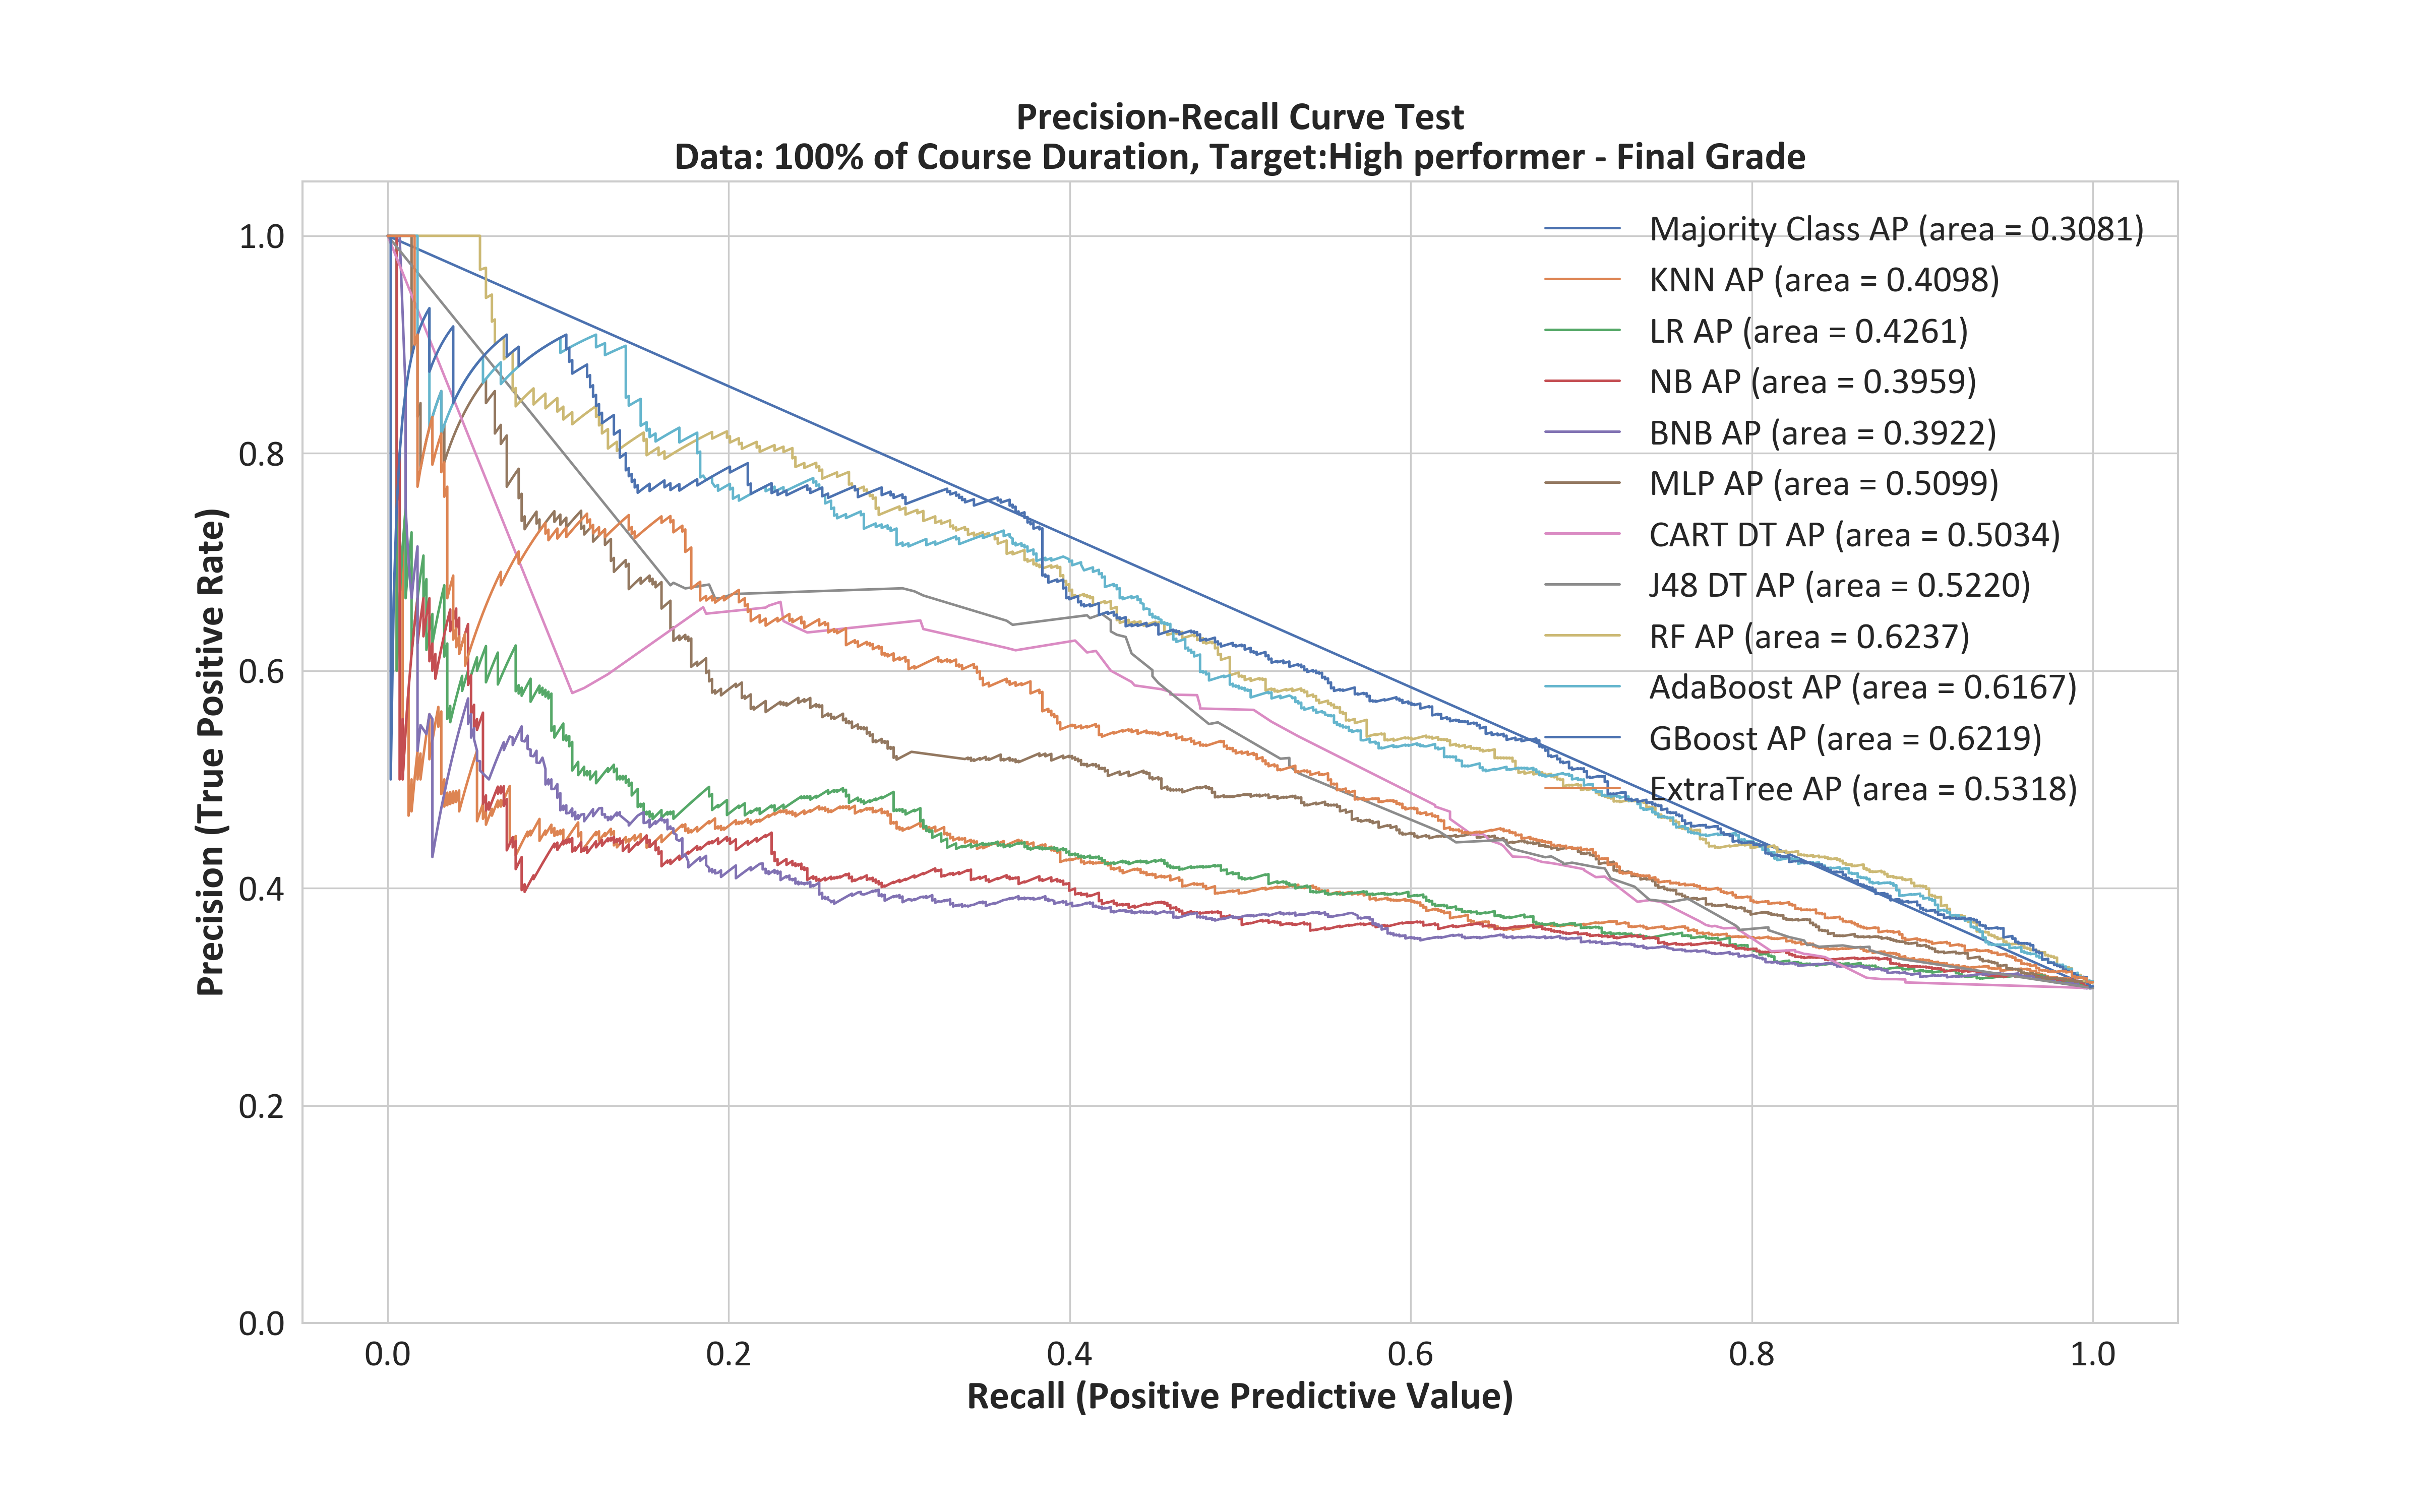 Precision-Recall Curve Test
Data: 100% of Course Duration, Target:High performer - Final Grade
Majority Class AP (area = 0.3081)
KNN AP (area = 0.4098)
LR AP (area = 0.4261)
NB AP (area = 0.3959)
BNB AP (area = 0.3922)
MLP AP (area = 0.5099)
CART DT AP (area = 0.5034)
J48 DT AP (area = 0.5220)
RF AP (area = 0.6237)
AdaBoost AP (area = 0.6167)
GBoost AP (area = 0.6219)
ExtraTree AP (area = 0.5318)
Precision (True Positive Rate)
1.0
0.8
0.6
0.4
0.2
0.0
0.0 0.2 0.4 0.6 0.8 1.0
Recall (Positive Predictive Value)